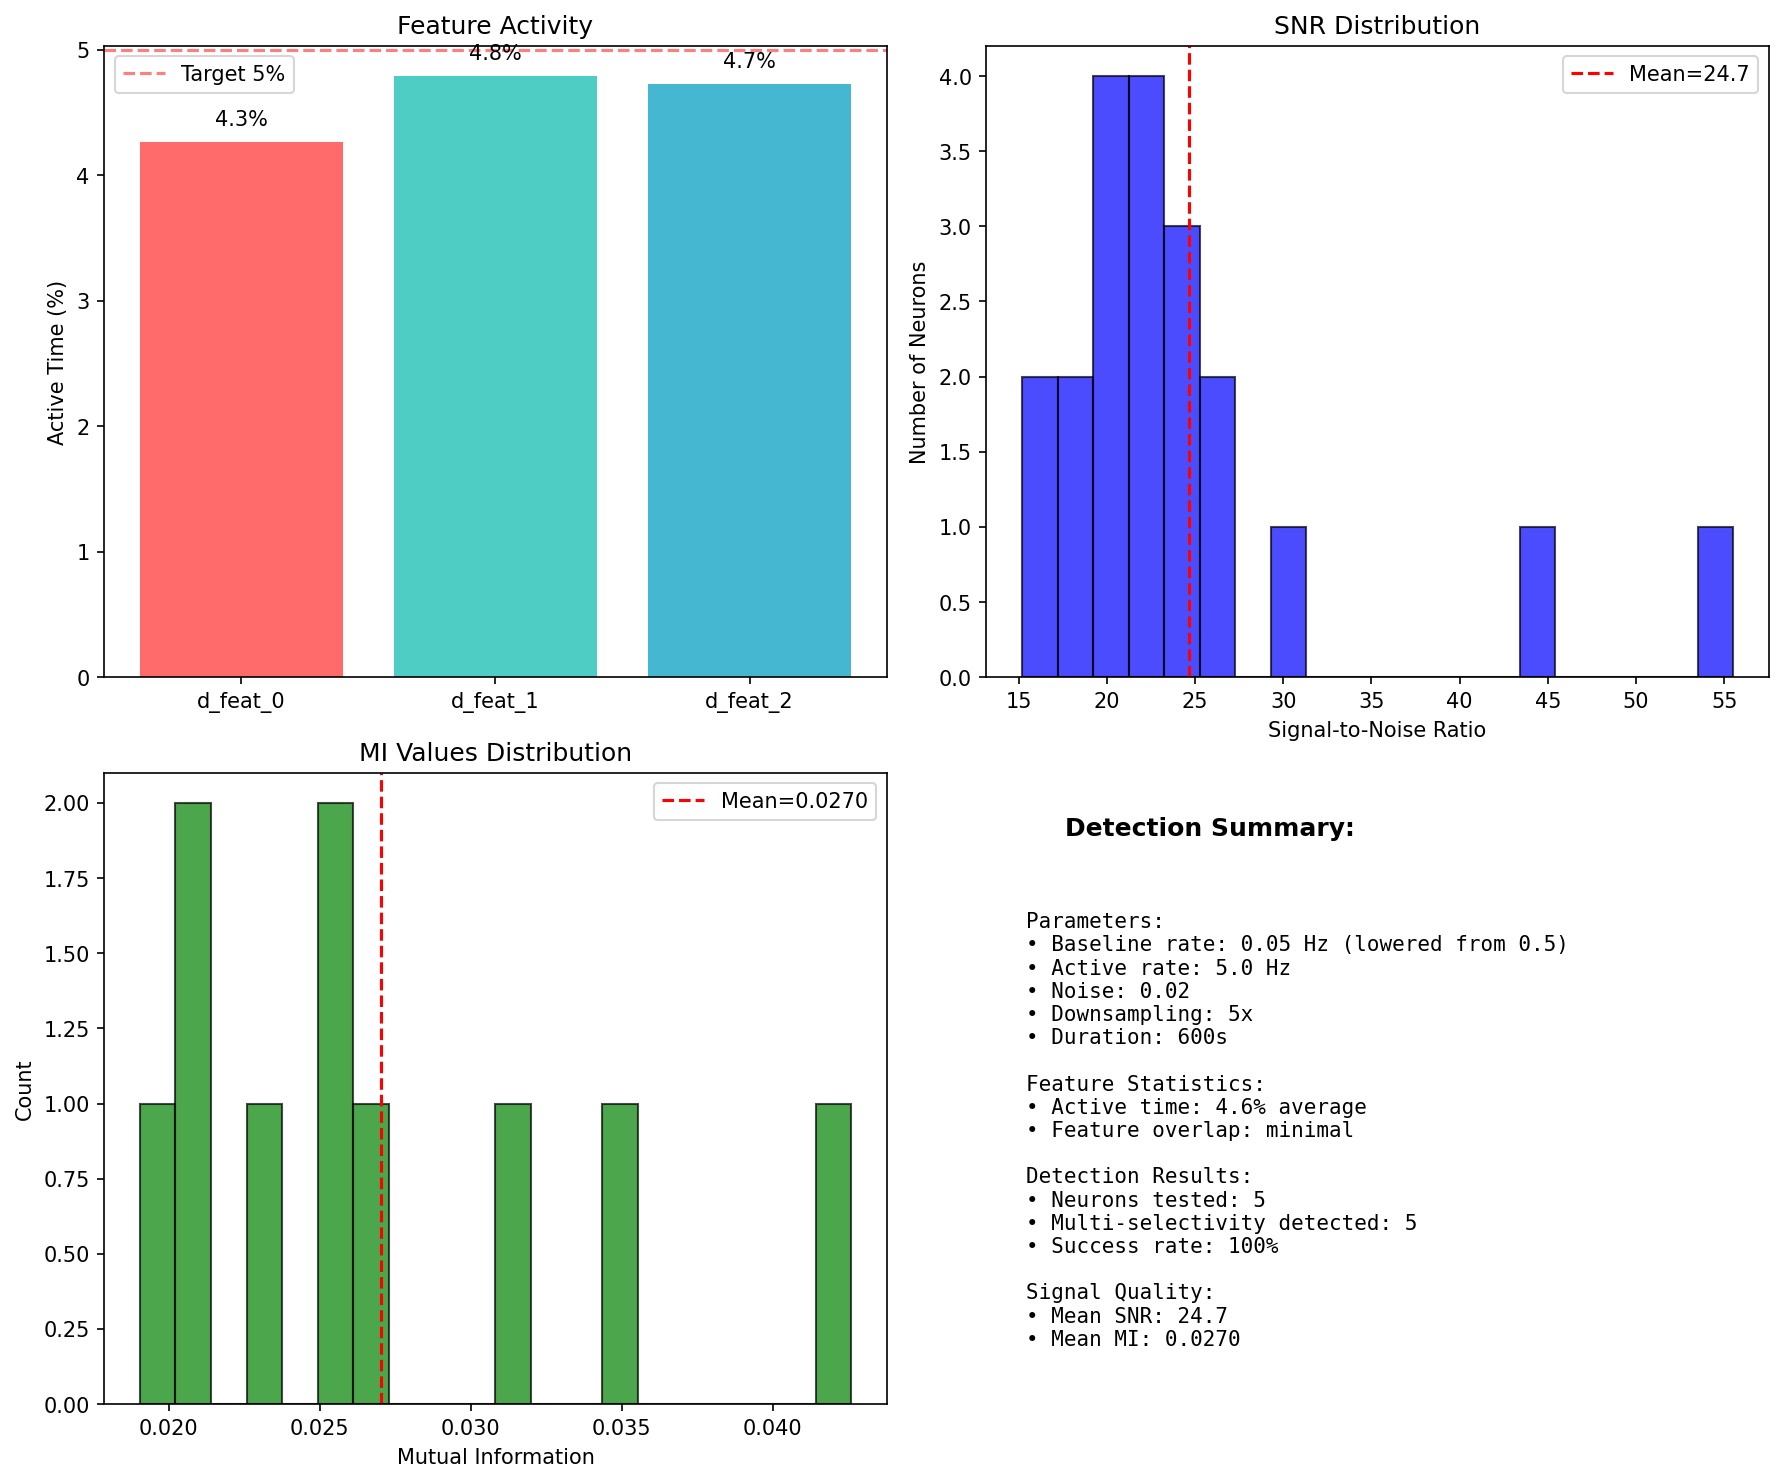 Feature Activity
5
4
3
2
1
0
Active Time (%)
Target 5%
4.3%
4.8%
4.7%
d_feat_0
d_feat_1
d_feat_2
SNR Distribution
4.0
3.5
3.0
2.5
2.0
1.5
1.0
0.5
0.0
Number of Neurons
Mean=24.7
15 20 25 30 35 40 45 50 55
Signal-to-Noise Ratio
MI Values Distribution
2.00
1.75
1.50
1.25
1.00
0.75
0.50
0.25
0.00
Count
Mean=0.0270
0.020 0.025 0.030 0.035 0.040
Mutual Information
Detection Summary:
Parameters:
• Baseline rate: 0.05 Hz (lowered from 0.5)
• Active rate: 5.0 Hz
• Noise: 0.02
• Downsampling: 5x
• Duration: 600s
Feature Statistics:
• Active time: 4.6% average
• Feature overlap: minimal
Detection Results:
• Neurons tested: 5
• Multi-selectivity detected: 5
• Success rate: 100%
Signal Quality:
• Mean SNR: 24.7
• Mean MI: 0.0270